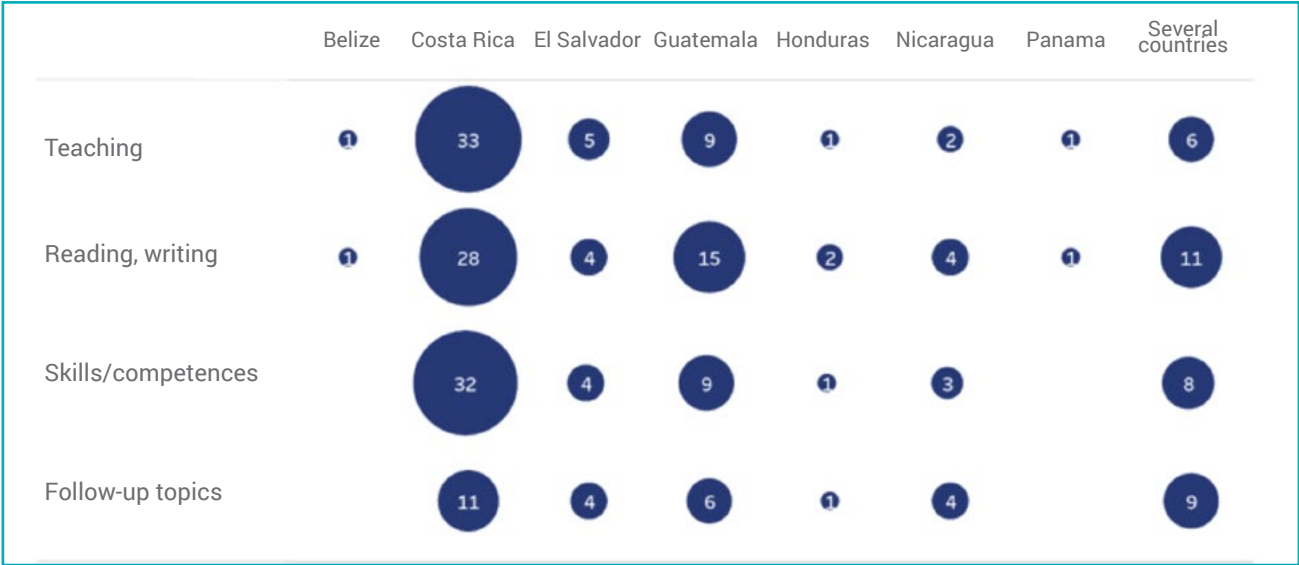 Belize Costa Rica El Salvador Guatemala Honduras Nicaragua Panama Several countries
Teaching 1 33 5 9 1 2 1 6
Reading, writing 1 28 4 15 2 4 1 11
Skills/competences 32 4 9 1 3 8
Follow-up topics 11 4 6 1 4 9